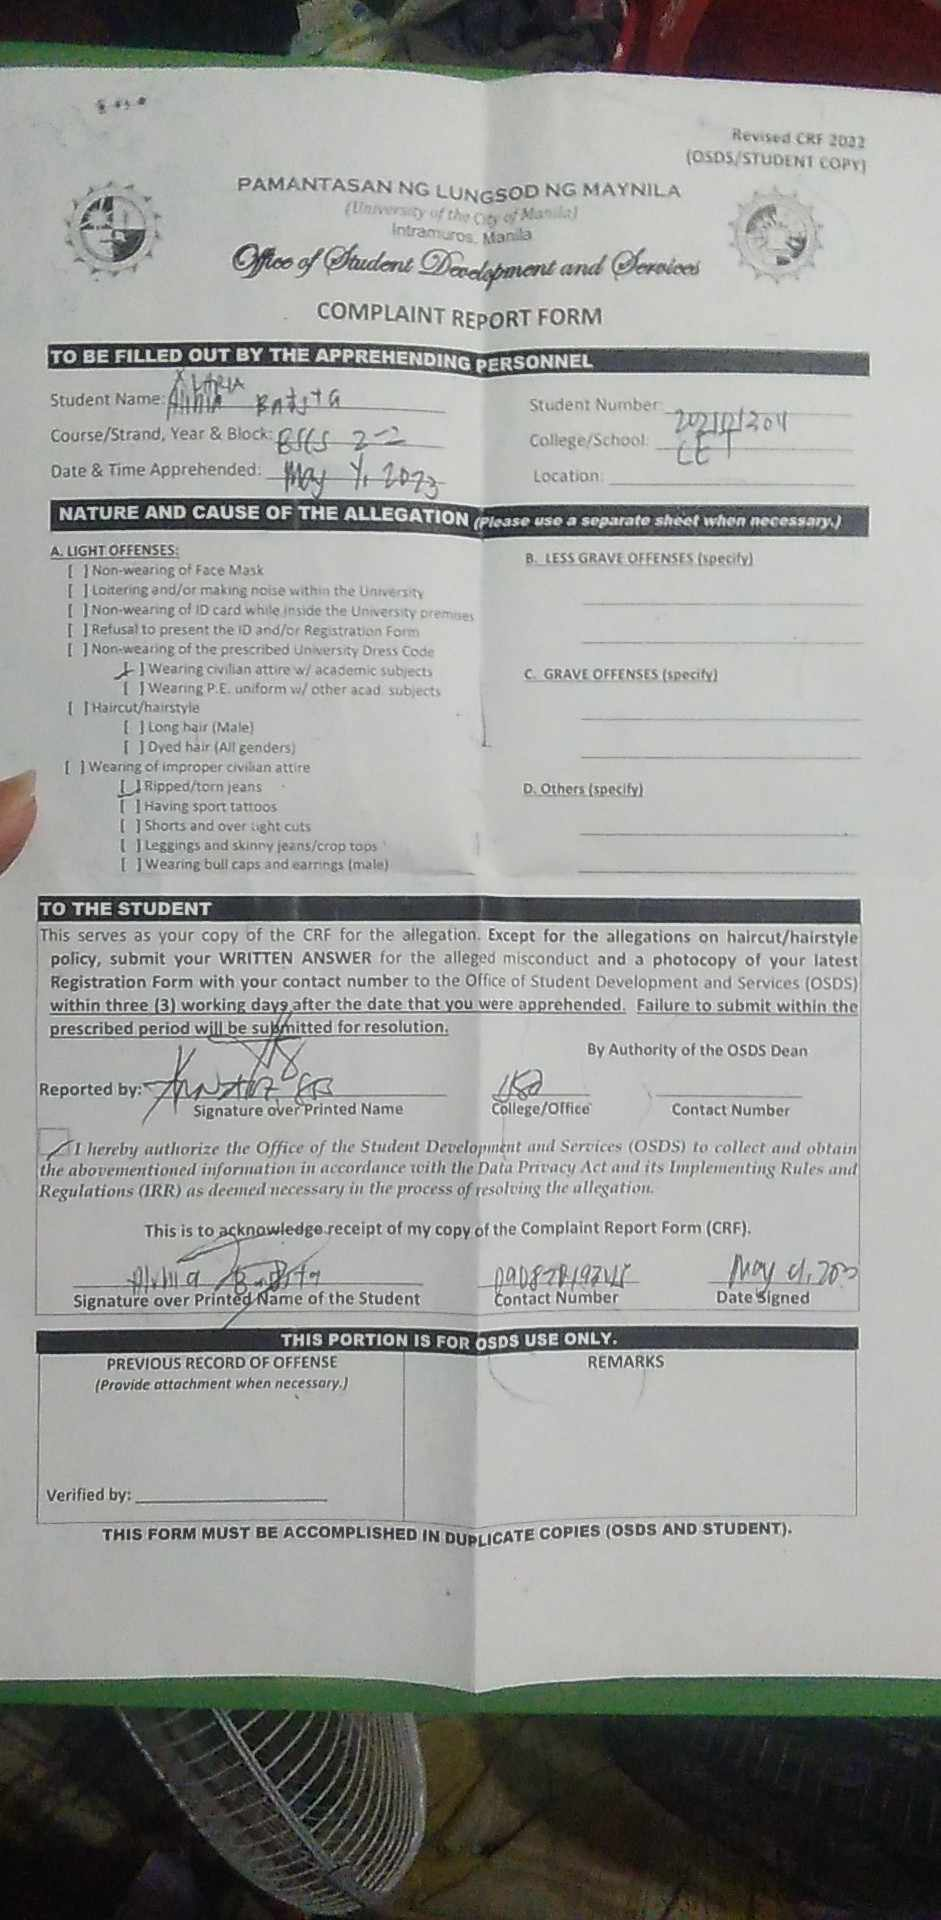 Revised CRF 2022
(OSDS/STUDENT COPY)
PAMANTASAN NG LUNGSOD NG MAYNILA
(University of the City of Manila)
Intramuros, Manila
Office of Student Development and Services
COMPLAINT REPORT FORM
TO BE FILLED OUT BY THE APPREHENDING PERSONNEL
Student Name:
Student Number:
Course/Strand, Year & Block: BSCS 2-2
College/School: CET
Date & Time Apprehended: May 4, 2023
Location:
NATURE AND CAUSE OF THE ALLEGATION (Please use a separate sheet when necessary.)
A. LIGHT OFFENSES:
[ ] Non-wearing of Face Mask
[ ] Loitering and/or making noise within the University
[ ] Non-wearing of ID card while inside the University premises
[ ] Refusal to present the ID and/or Registration Form
[ ] Non-wearing of the prescribed University Dress Code
[ ] Wearing civilian attire w/ academic subjects
[ ] Wearing P.E. uniform w/ other acad. subjects
[ ] Haircut/hairstyle
[ ] Long hair (Male)
[ ] Dyed hair (All genders)
[ ] Wearing of improper civilian attire
[ ] Ripped/torn jeans
[ ] Having sport tattoos
[ ] Shorts and over tight cuts
[ ] Leggings and skinny jeans/crop tops
[ ] Wearing bull caps and earrings (male)
B. LESS GRAVE OFFENSES (specify)
C. GRAVE OFFENSES (specify)
D. Others (specify)
TO THE STUDENT
This serves as your copy of the CRF for the allegation. Except for the allegations on haircut/hairstyle
policy, submit your WRITTEN ANSWER for the alleged misconduct and a photocopy of your latest
Registration Form with your contact number to the Office of Student Development and Services (OSDS)
within three (3) working days after the date that you were apprehended. Failure to submit within the
prescribed period will be submitted for resolution.
By Authority of the OSDS Dean
Reported by:
Signature over Printed Name
College/Office
Contact Number
I hereby authorize the Office of the Student Development and Services (OSDS) to collect and obtain
the abovementioned information in accordance with the Data Privacy Act and its Implementing Rules and
Regulations (IRR) as deemed necessary in the process of resolving the allegation.
This is to acknowledge receipt of my copy of the Complaint Report Form (CRF).
May 4, 202
Signature over Printed Name of the Student
Contact Number
Date Signed
THIS PORTION IS FOR OSDS USE ONLY.
PREVIOUS RECORD OF OFFENSE
(Provide attachment when necessary.)
REMARKS
Verified by:
THIS FORM MUST BE ACCOMPLISHED IN DUPLICATE COPIES (OSDS AND STUDENT).